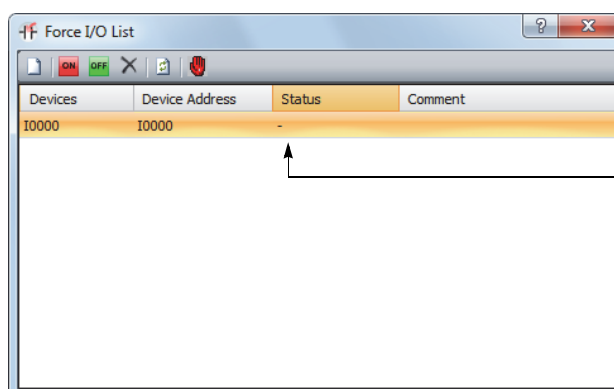 Force I/O List
ON OFF
Devices Device Address Status Comment
I0000 I0000 -